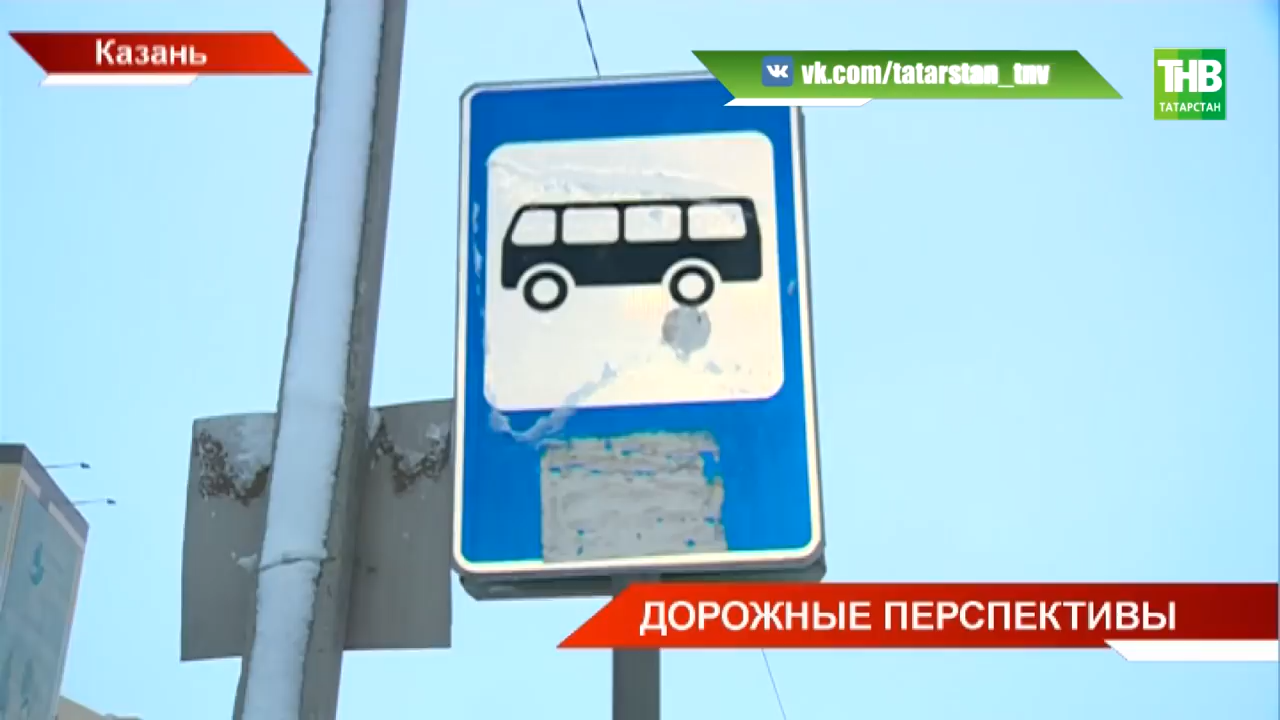 Казань
vk.com/tatarstan_tnv
ТНВ
ТАТАРСТАН
ДОРОЖНЫЕ ПЕРСПЕКТИВЫ